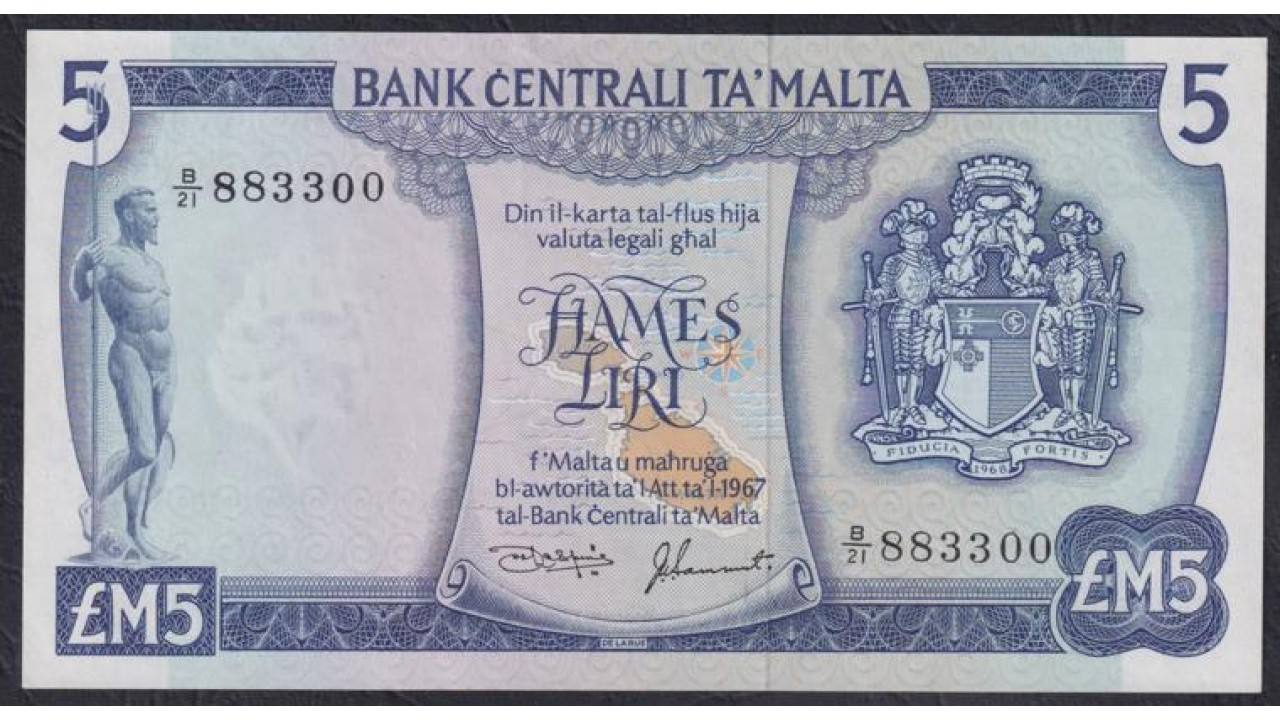 5 BANK ĊENTRALI TA' MALTA 5
B/21 883300
Din il-karta tal-flus hija
valuta legali għal
ĦAMES
LIRI
f'Malta u maħruġa
bl-awtorità ta' l-Att ta' l-1967
tal-Bank Ċentrali ta' Malta
FIDUCIA FORTIS
1968
B/21 883300
£M5 £M5
DE LA RUE